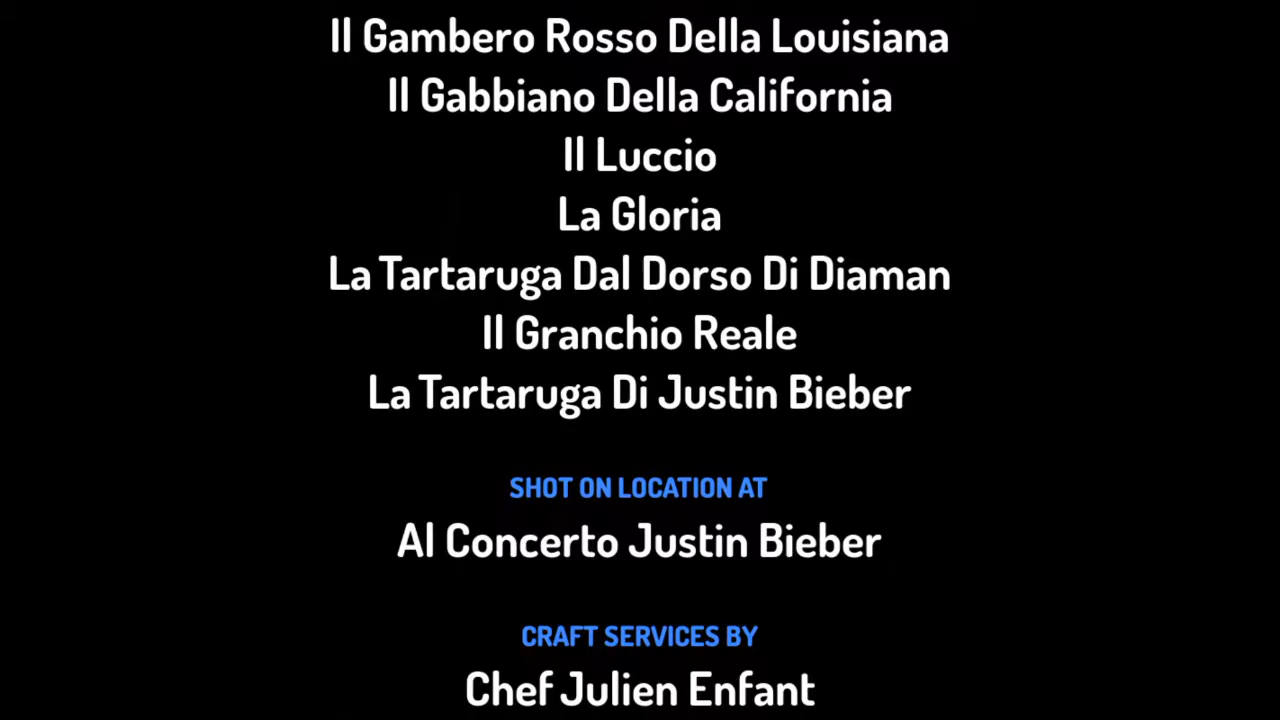 Il Gambero Rosso Della Louisiana
Il Gabbiano Della California
Il Luccio
La Gloria
La Tartaruga Dal Dorso Di Diaman
Il Granchio Reale
La Tartaruga Di Justin Bieber
SHOT ON LOCATION AT
Al Concerto Justin Bieber
CRAFT SERVICES BY
Chef Julien Enfant